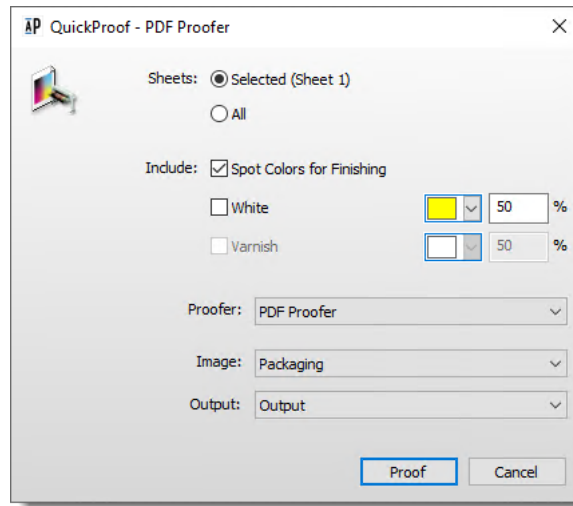 AP QuickProof - PDF Proofer
Sheets: Selected (Sheet 1)
All
Include: Spot Colors for Finishing
White 50 %
Varnish 50 %
Proofer: PDF Proofer
Image: Packaging
Output: Output
Proof Cancel